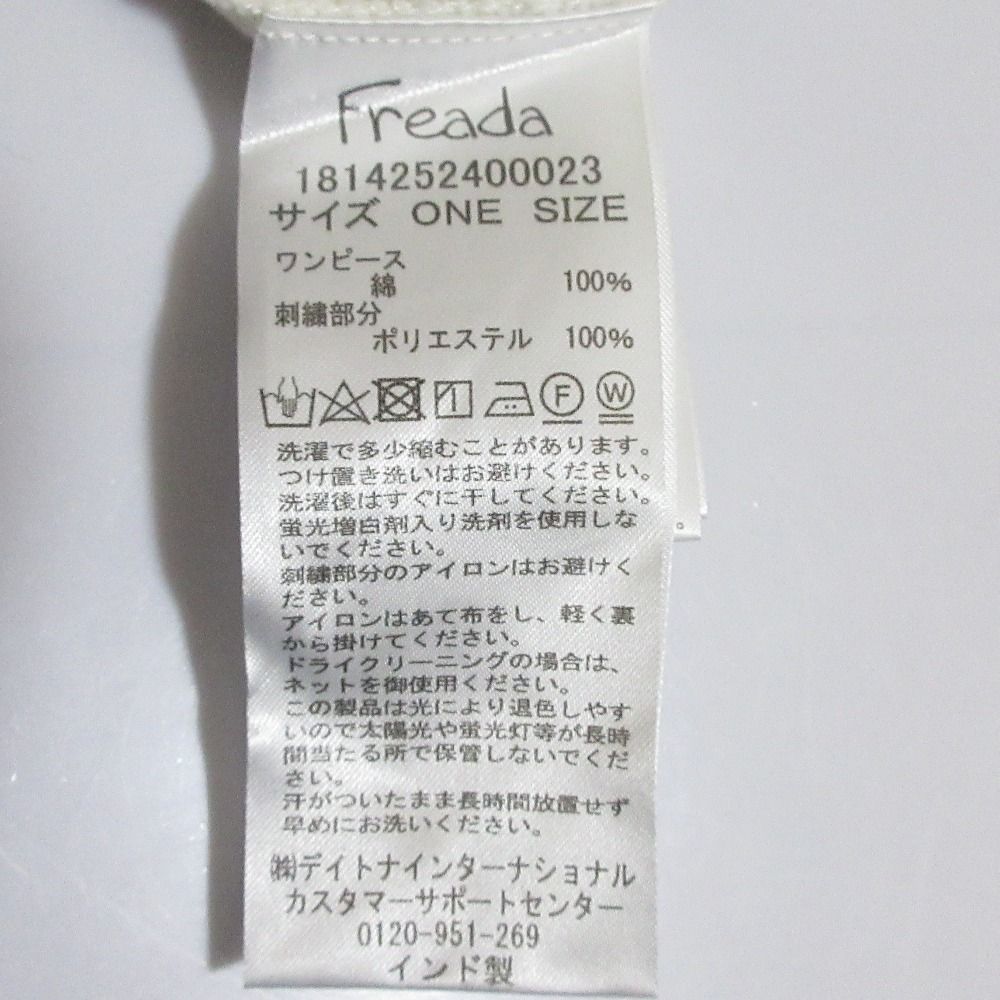 Freada
1814252400023
サイズ ONE SIZE
ワンピース
綿 100%
刺繍部分
ポリエステル 100%
F W
洗濯で多少縮むことがあります。
つけ置き洗いはお避けください。
洗濯後はすぐに干してください。
蛍光増白剤入り洗剤を使用しな
いでください。
刺繍部分のアイロンはお避けく
ださい。
アイロンはあて布をし、軽く裏
から掛けてください。
ドライクリーニングの場合は、
ネットを御使用ください。
この製品は光により退色しやす
いので太陽光や蛍光灯等が長時
間当たる所で保管しないでくだ
さい。
汗がついたまま長時間放置せず
早めにお洗いください。
㈱デイトナインターナショナル
カスタマーサポートセンター
0120-951-269
インド製